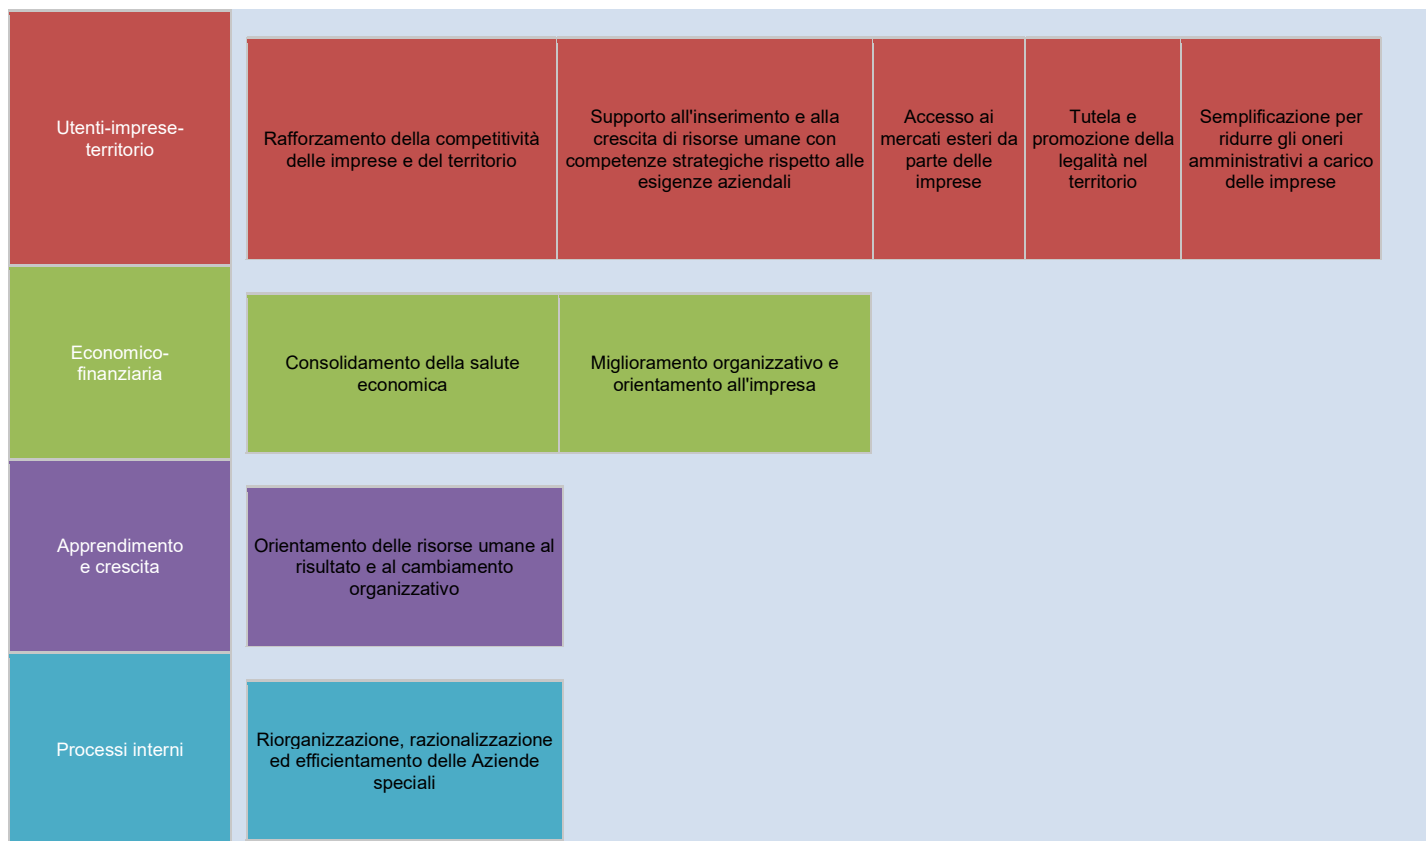 Utenti-imprese-
territorio
Rafforzamento della competitività
delle imprese e del territorio
Supporto all'inserimento e alla
crescita di risorse umane con
competenze strategiche rispetto alle
esigenze aziendali
Accesso ai
mercati esteri da
parte delle
imprese
Tutela e
promozione della
legalità nel
territorio
Semplificazione per
ridurre gli oneri
amministrativi a carico
delle imprese
Economico-
finanziaria
Consolidamento della salute
economica
Miglioramento organizzativo e
orientamento all'impresa
Apprendimento
e crescita
Orientamento delle risorse umane al
risultato e al cambiamento
organizzativo
Processi interni
Riorganizzazione, razionalizzazione
ed efficientamento delle Aziende
speciali